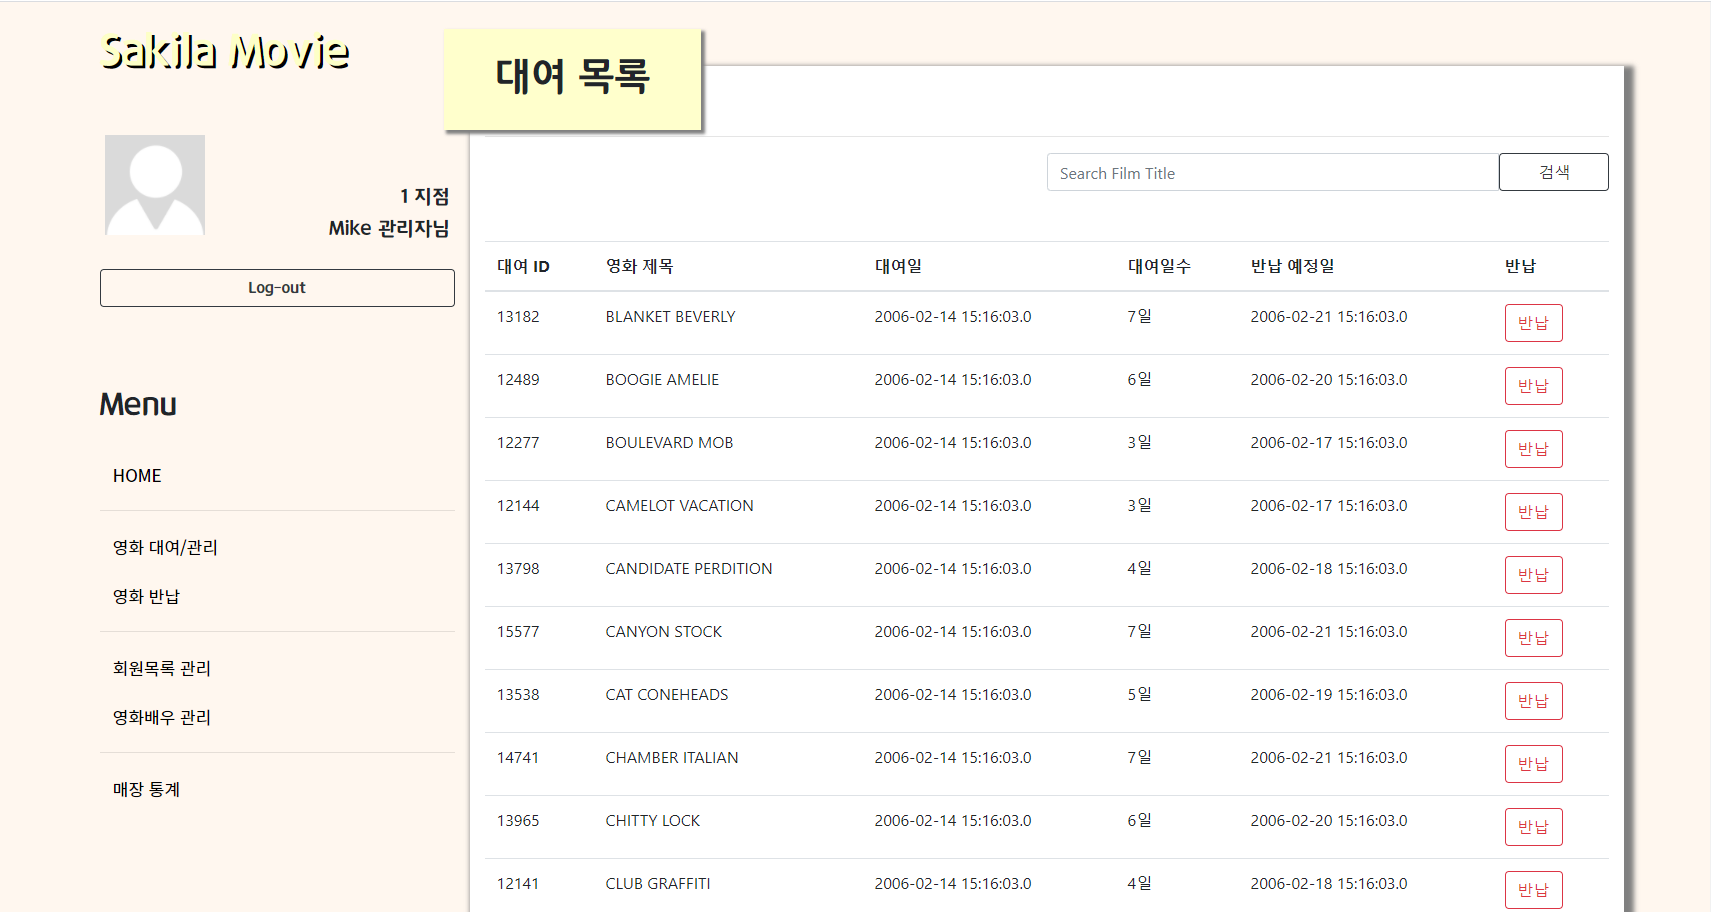 Sakila Movie
대여 목록
1 지점
Mike 관리자님
Log-out
Menu
HOME
영화 대여/관리
영화 반납
회원목록 관리
영화배우 관리
매장 통계
Search Film Title 검색
대여 ID 영화 제목 대여일 대여일수 반납 예정일 반납
13182 BLANKET BEVERLY 2006-02-14 15:16:03.0 7일 2006-02-21 15:16:03.0 반납
12489 BOOGIE AMELIE 2006-02-14 15:16:03.0 6일 2006-02-20 15:16:03.0 반납
12277 BOULEVARD MOB 2006-02-14 15:16:03.0 3일 2006-02-17 15:16:03.0 반납
12144 CAMELOT VACATION 2006-02-14 15:16:03.0 3일 2006-02-17 15:16:03.0 반납
13798 CANDIDATE PERDITION 2006-02-14 15:16:03.0 4일 2006-02-18 15:16:03.0 반납
15577 CANYON STOCK 2006-02-14 15:16:03.0 7일 2006-02-21 15:16:03.0 반납
13538 CAT CONEHEADS 2006-02-14 15:16:03.0 5일 2006-02-19 15:16:03.0 반납
14741 CHAMBER ITALIAN 2006-02-14 15:16:03.0 7일 2006-02-21 15:16:03.0 반납
13965 CHITTY LOCK 2006-02-14 15:16:03.0 6일 2006-02-20 15:16:03.0 반납
12141 CLUB GRAFFITI 2006-02-14 15:16:03.0 4일 2006-02-18 15:16:03.0 반납